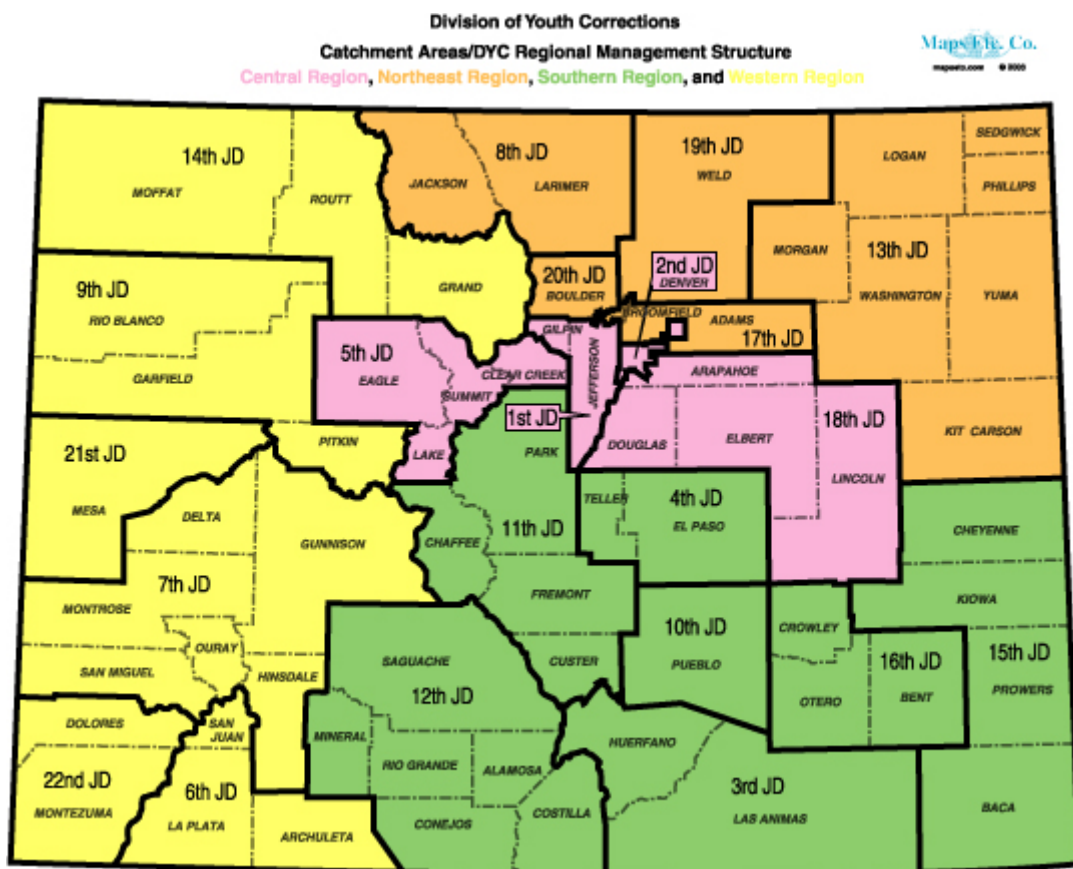 Division of Youth Corrections
Catchment Areas/DYC Regional Management Structure
Central Region, Northeast Region, Southern Region, and Western Region
Maps Etc. Co.
mapsetc.com © 2003
14th JD
MOFFAT
ROUTT
JACKSON
8th JD
LARIMER
19th JD
WELD
LOGAN
SEDGWICK
PHILLIPS
MORGAN
13th JD
WASHINGTON
YUMA
9th JD
RIO BLANCO
GARFIELD
GRAND
20th JD
BOULDER
2nd JD
DENVER
BROOMFIELD
ADAMS
17th JD
5th JD
EAGLE
SUMMIT
GILPIN
CLEAR CREEK
JEFFERSON
1st JD
ARAPAHOE
DOUGLAS
ELBERT
18th JD
LINCOLN
KIT CARSON
21st JD
MESA
PITKIN
LAKE
PARK
DELTA
GUNNISON
CHAFFEE
11th JD
TELLER
4th JD
EL PASO
CHEYENNE
7th JD
MONTROSE
OURAY
SAN MIGUEL
HINSDALE
FREMONT
CUSTER
10th JD
PUEBLO
CROWLEY
OTERO
16th JD
BENT
KIOWA
15th JD
PROWERS
SAGUACHE
12th JD
MINERAL
RIO GRANDE
ALAMOSA
CONEJOS
COSTILLA
HUERFANO
3rd JD
LAS ANIMAS
BACA
DOLORES
SAN
JUAN
22nd JD
MONTEZUMA
6th JD
LA PLATA
ARCHULETA